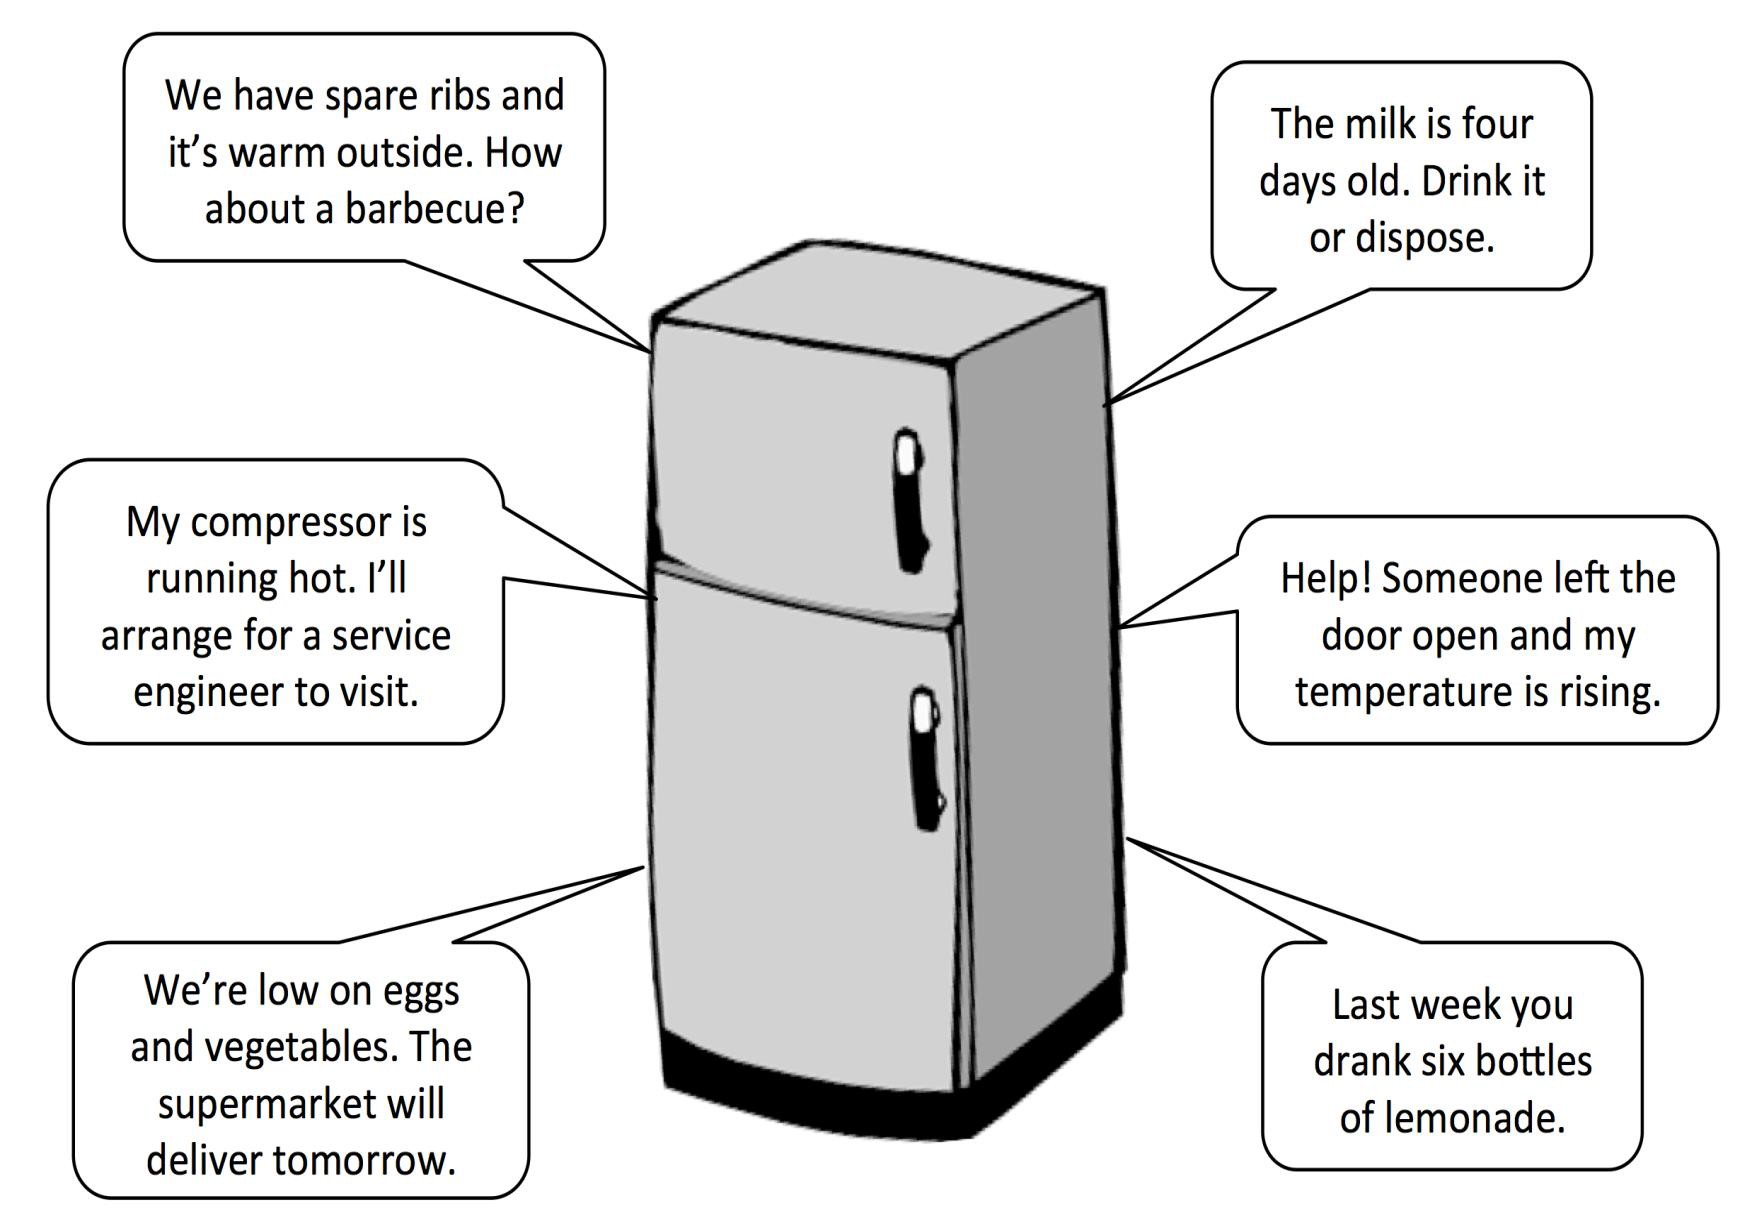 We have spare ribs and
it’s warm outside. How
about a barbecue?
The milk is four
days old. Drink it
or dispose.
My compressor is
running hot. I’ll
arrange for a service
engineer to visit.
Help! Someone left the
door open and my
temperature is rising.
We’re low on eggs
and vegetables. The
supermarket will
deliver tomorrow.
Last week you
drank six bottles
of lemonade.